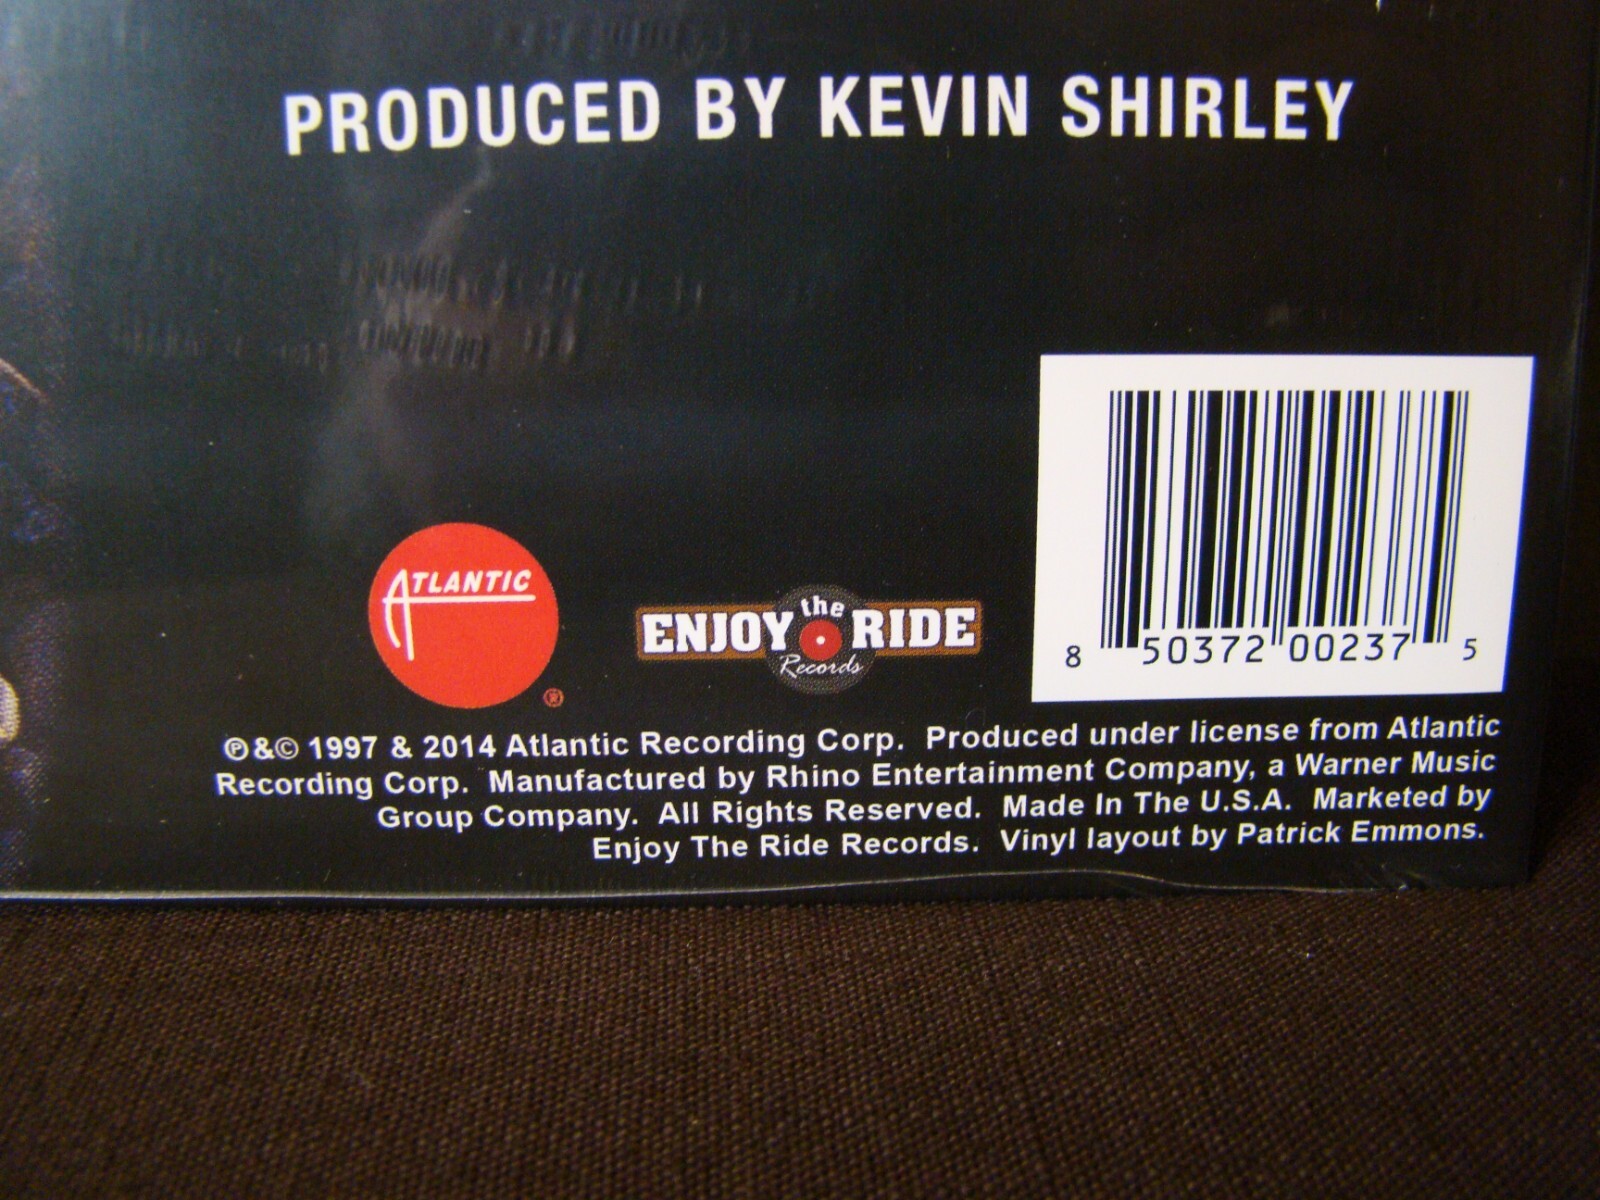 PRODUCED BY KEVIN SHIRLEY
ATLANTIC
®
ENJOY the RIDE
Records
8 50372 00237 5
℗&© 1997 & 2014 Atlantic Recording Corp. Produced under license from Atlantic
Recording Corp. Manufactured by Rhino Entertainment Company, a Warner Music
Group Company. All Rights Reserved. Made In The U.S.A. Marketed by
Enjoy The Ride Records. Vinyl layout by Patrick Emmons.